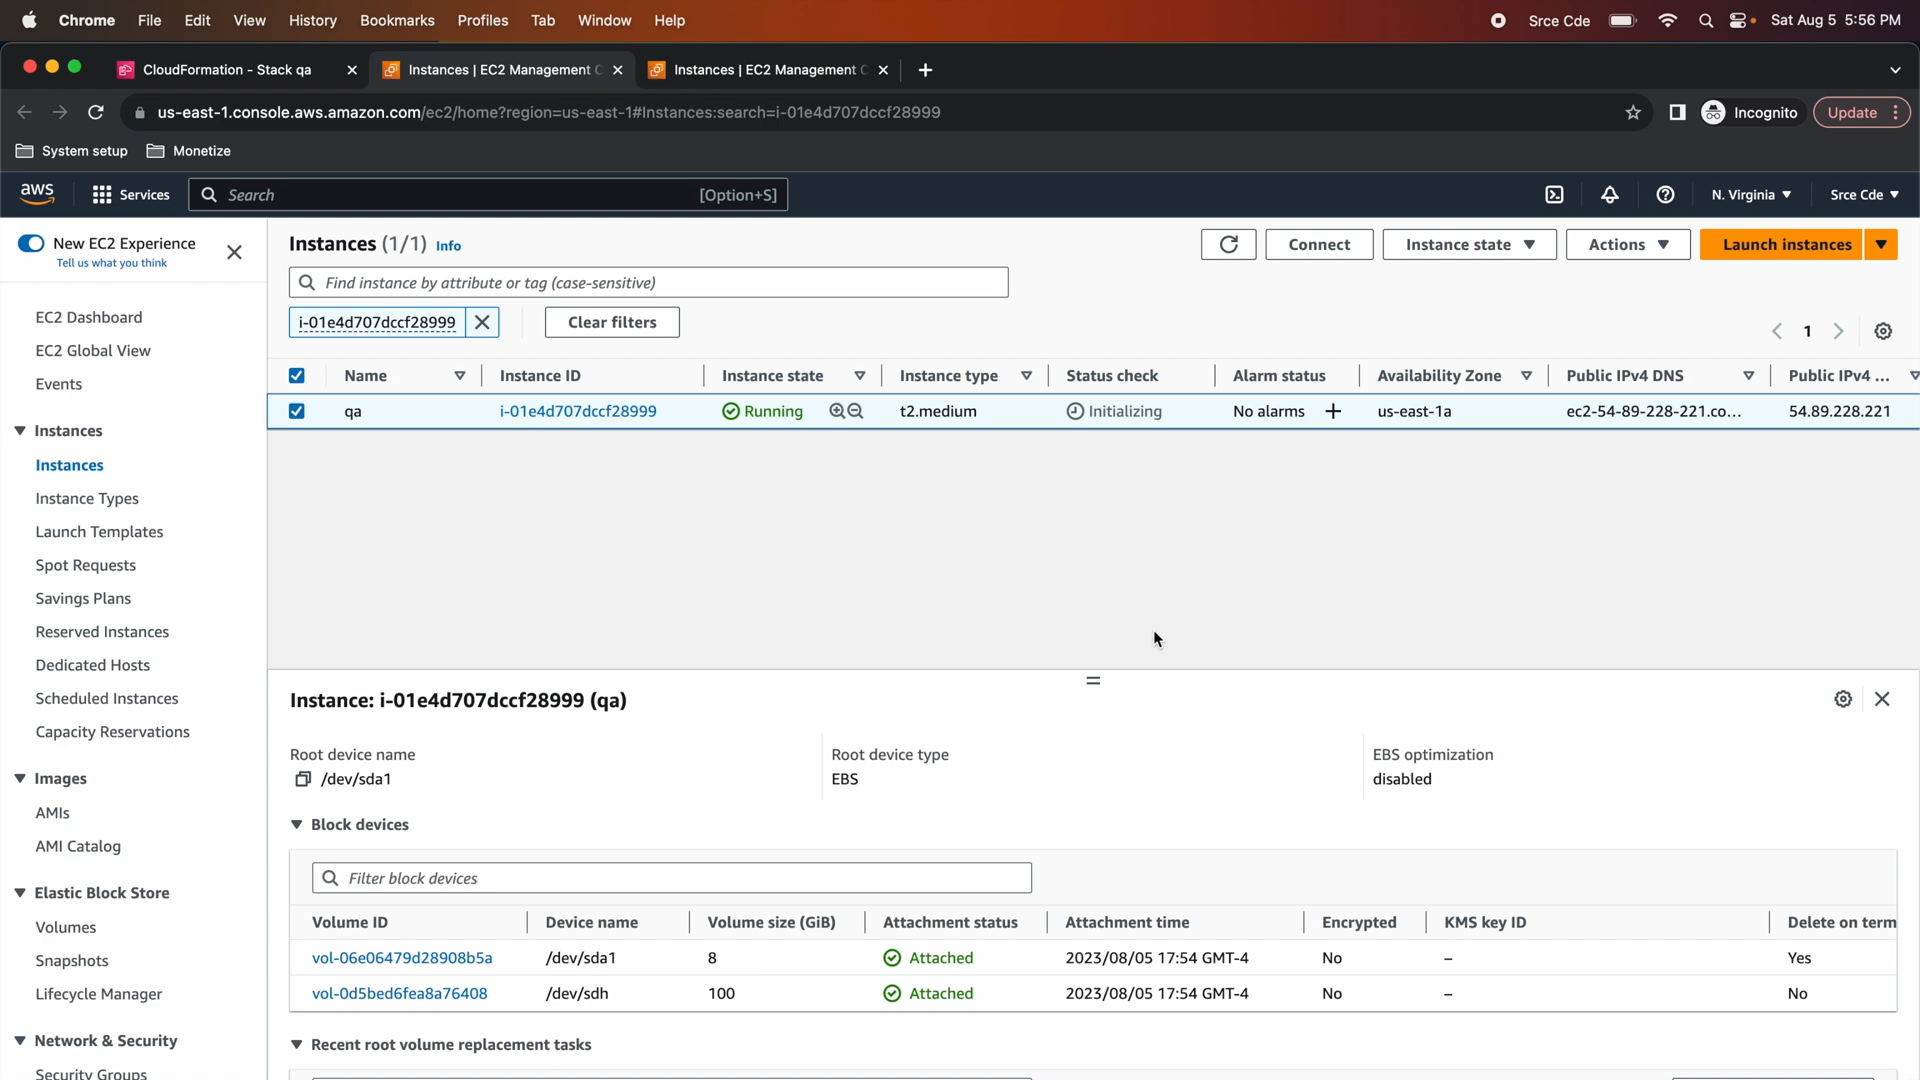 Chrome File Edit View History Bookmarks Profiles Tab Window Help Srce Cde Sat Aug 5 5:56 PM
CloudFormation - Stack qa Instances | EC2 Management C Instances | EC2 Management C
us-east-1.console.aws.amazon.com/ec2/home?region=us-east-1#Instances:search=i-01e4d707dccf28999 Incognito Update
System setup Monetize
aws Services Search [Option+S] N. Virginia Srce Cde
New EC2 Experience
Tell us what you think
EC2 Dashboard
EC2 Global View
Events
Instances
Instances
Instance Types
Launch Templates
Spot Requests
Savings Plans
Reserved Instances
Dedicated Hosts
Scheduled Instances
Capacity Reservations
Images
AMIs
AMI Catalog
Elastic Block Store
Volumes
Snapshots
Lifecycle Manager
Network & Security
Security Groups
Instances (1/1) Info Connect Instance state Actions Launch instances
Find instance by attribute or tag (case-sensitive)
i-01e4d707dccf28999 Clear filters 1
Name Instance ID Instance state Instance type Status check Alarm status Availability Zone Public IPv4 DNS Public IPv4 ...
qa i-01e4d707dccf28999 Running t2.medium Initializing No alarms + us-east-1a ec2-54-89-228-221.co... 54.89.228.221
Instance: i-01e4d707dccf28999 (qa)
Root device name Root device type EBS optimization
/dev/sda1 EBS disabled
Block devices
Filter block devices
Volume ID Device name Volume size (GiB) Attachment status Attachment time Encrypted KMS key ID Delete on term
vol-06e06479d28908b5a /dev/sda1 8 Attached 2023/08/05 17:54 GMT-4 No – Yes
vol-0d5bed6fea8a76408 /dev/sdh 100 Attached 2023/08/05 17:54 GMT-4 No – No
Recent root volume replacement tasks